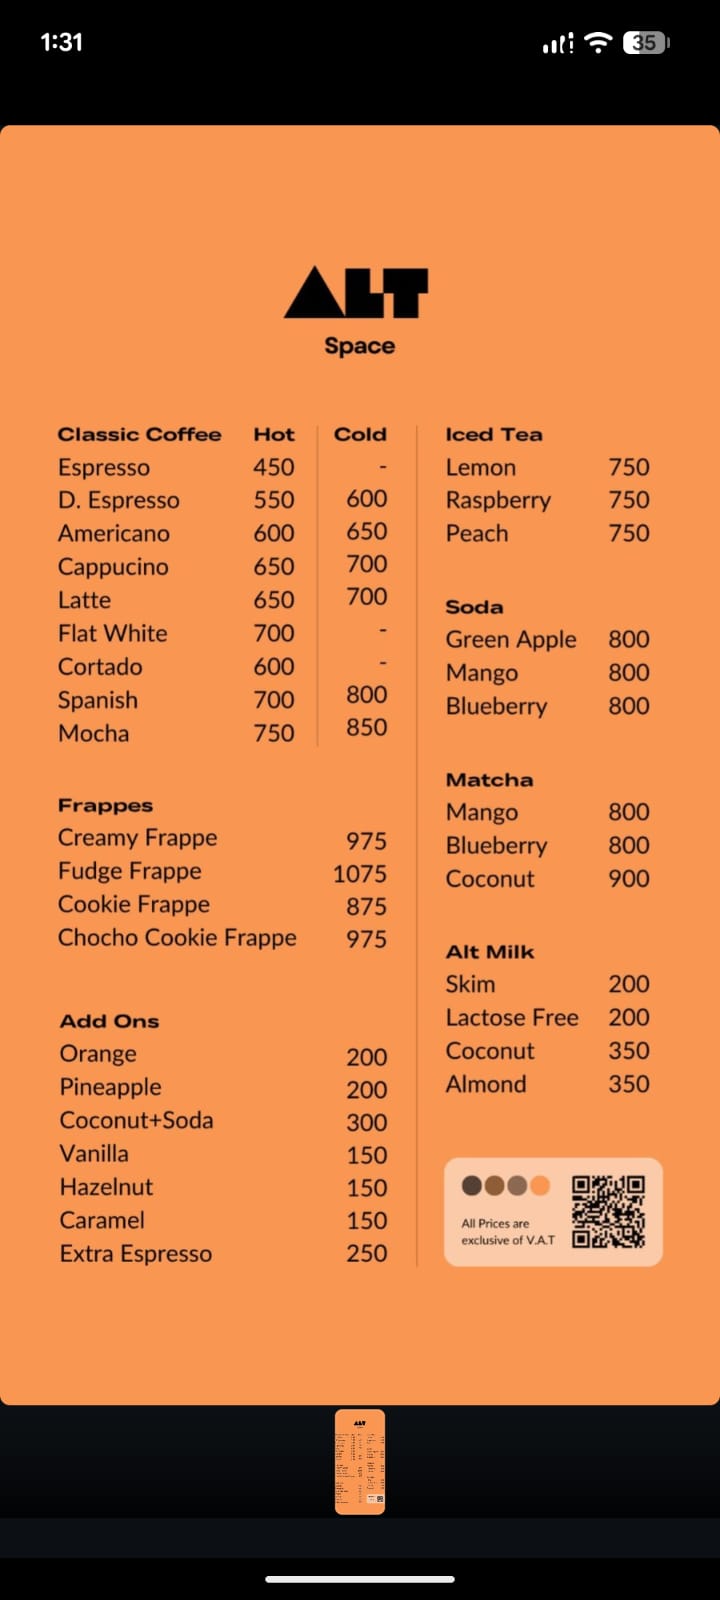 1:31
35
ALT
Space
Classic Coffee Hot Cold
Espresso 450 -
D. Espresso 550 600
Americano 600 650
Cappucino 650 700
Latte 650 700
Flat White 700 -
Cortado 600 -
Spanish 700 800
Mocha 750 850
Frappes
Creamy Frappe 975
Fudge Frappe 1075
Cookie Frappe 875
Chocho Cookie Frappe 975
Add Ons
Orange 200
Pineapple 200
Coconut+Soda 300
Vanilla 150
Hazelnut 150
Caramel 150
Extra Espresso 250
Iced Tea
Lemon 750
Raspberry 750
Peach 750
Soda
Green Apple 800
Mango 800
Blueberry 800
Matcha
Mango 800
Blueberry 800
Coconut 900
Alt Milk
Skim 200
Lactose Free 200
Coconut 350
Almond 350
All Prices are
exclusive of V.A.T